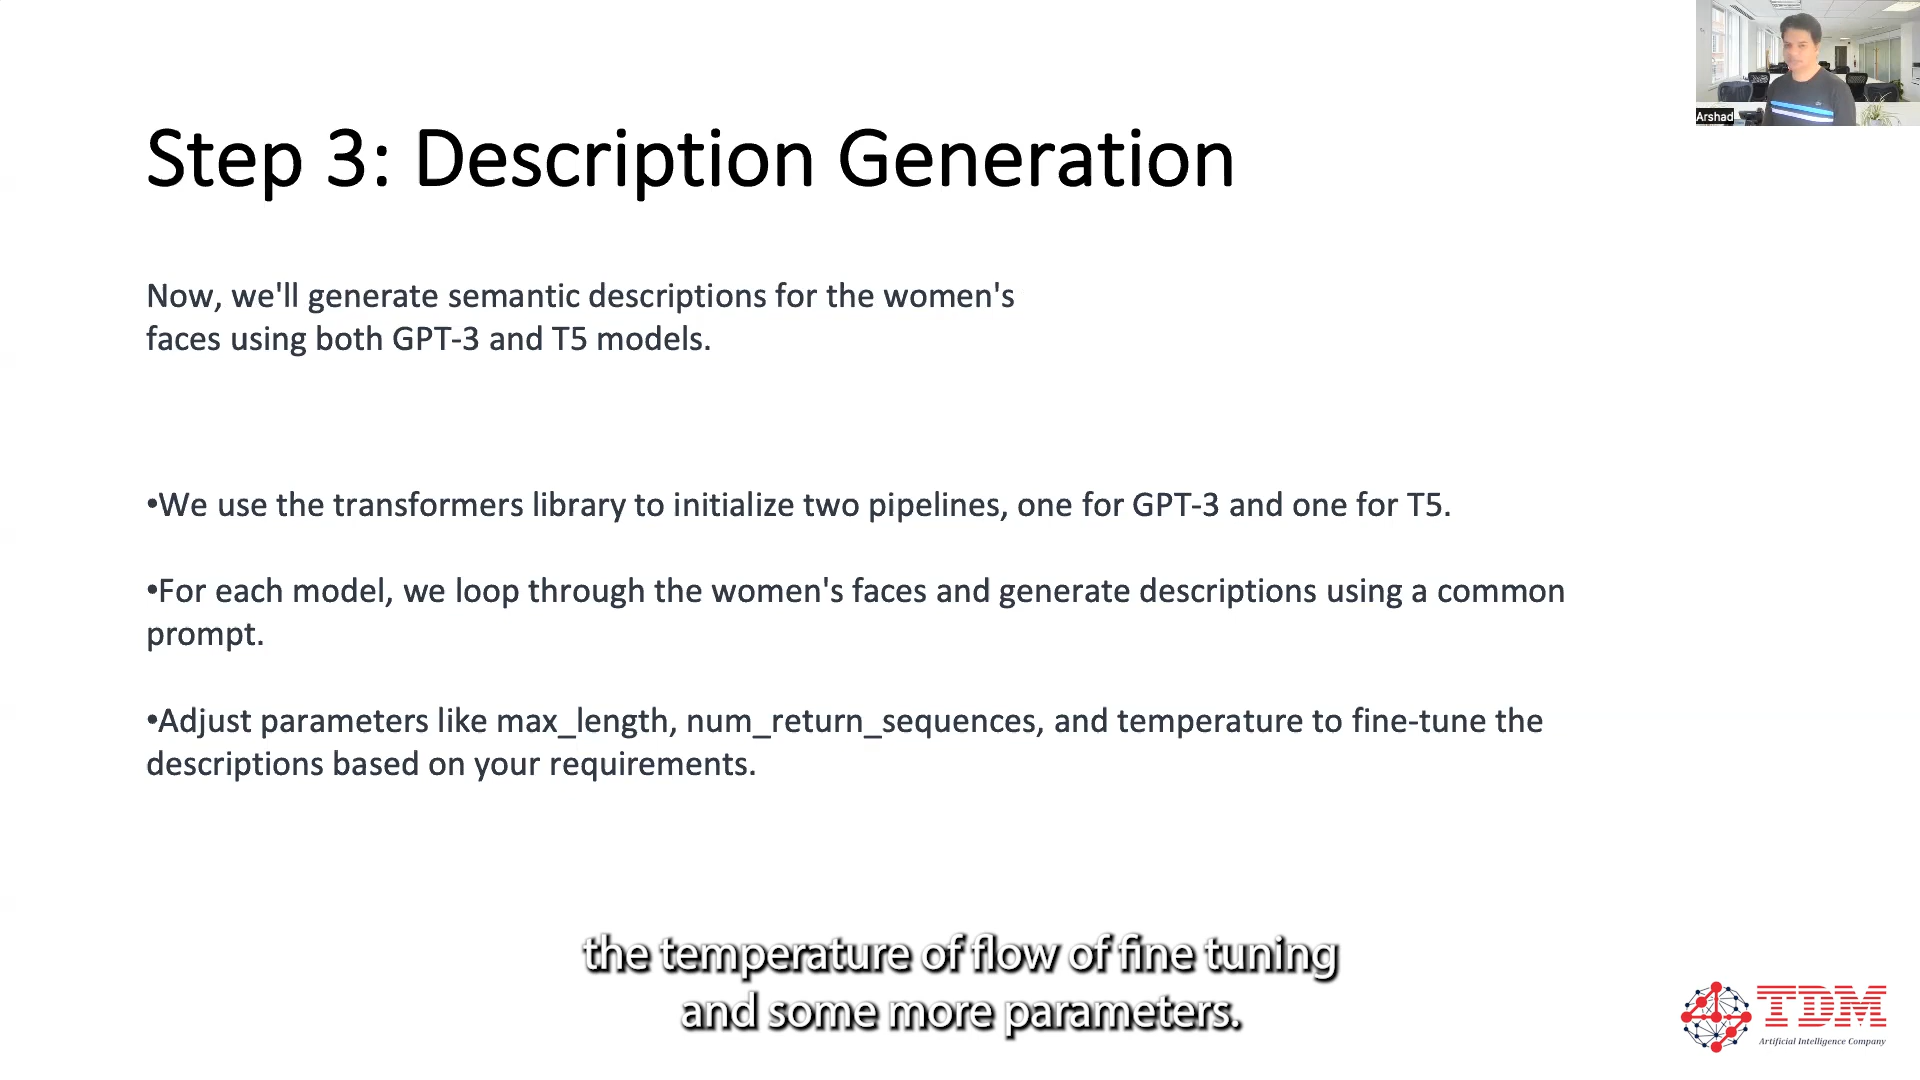 Arshad
Step 3: Description Generation
Now, we'll generate semantic descriptions for the women's
faces using both GPT-3 and T5 models.
•We use the transformers library to initialize two pipelines, one for GPT-3 and one for T5.
•For each model, we loop through the women's faces and generate descriptions using a common
prompt.
•Adjust parameters like max_length, num_return_sequences, and temperature to fine-tune the
descriptions based on your requirements.
the temperature of flow of fine tuning
and some more parameters.
TDM
Artificial Intelligence Company